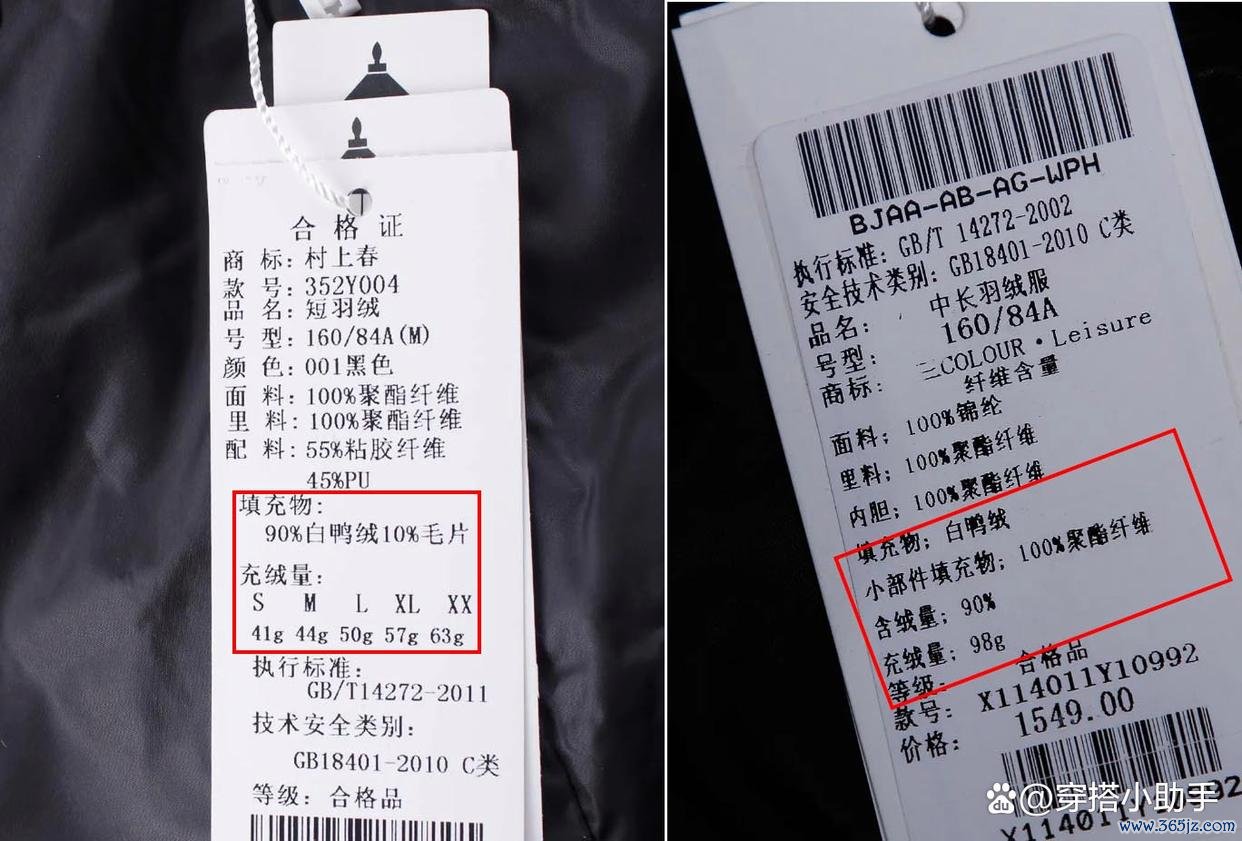 合格证
商 标：村上春
款 号：352Y004
品 名：短羽绒
号 型：160/84A(M)
颜 色：001黑色
面 料：100%聚酯纤维
里 料：100%聚酯纤维
配 料：55%粘胶纤维
45%PU
填充物：
90%白鸭绒10%毛片
充绒量：
S M L XL XX
41g 44g 50g 57g 63g
执行标准：
GB/T14272-2011
技术安全类别：
GB18401-2010 C类
等级：合格品
BJAA-AB-AG-WPH
执行标准：GB/T 14272-2002
安全技术类别：GB18401-2010 C类
品名：中长羽绒服
号型：160/84A
商标：三COLOUR·Leisure
纤维含量
面料；100%锦纶
里料；100%聚酯纤维
内胆；100%聚酯纤维
填充物；白鸭绒
小部件填充物；100%聚酯纤维
含绒量；90%
充绒量；98g
等级：合格品
款号：X114011Y10992
价格：1549.00
@穿搭小助手
www.365jz.com